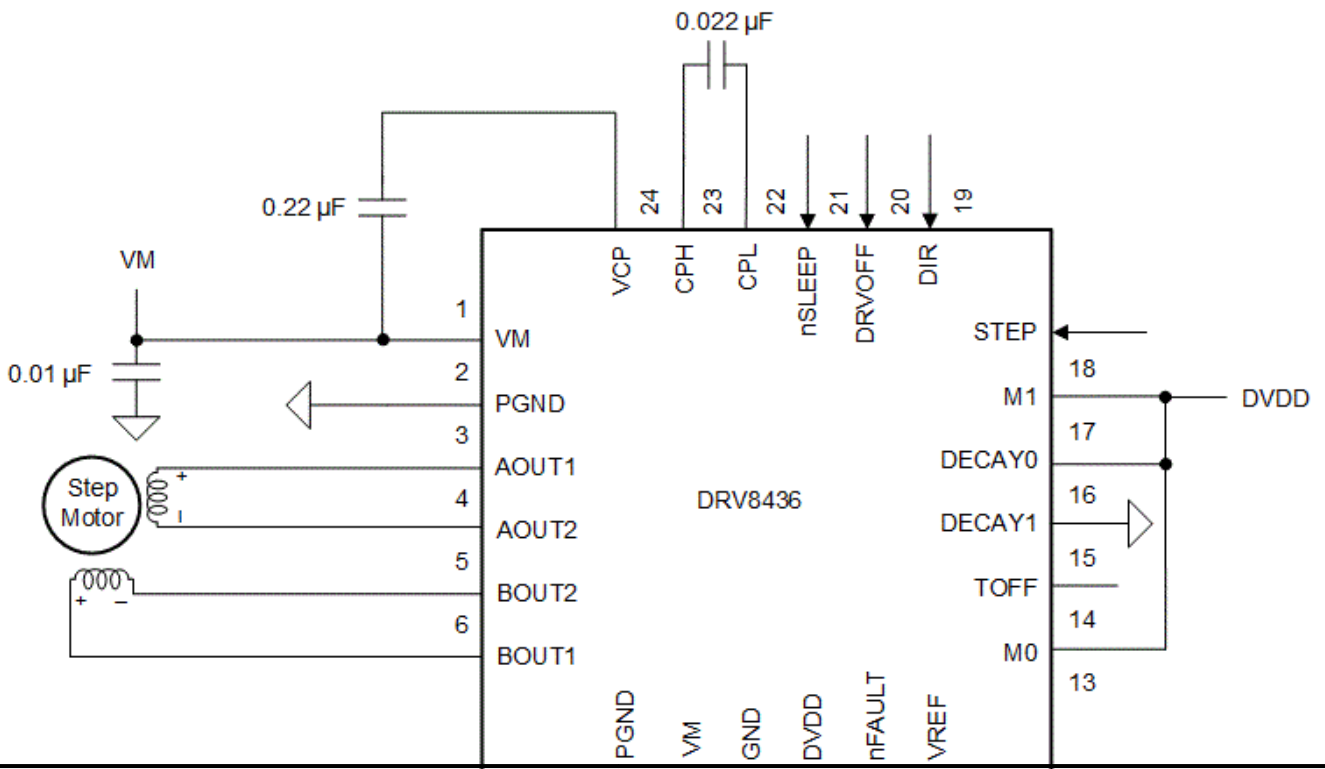 0.022 µF
0.22 µF
24
23
22
21
20
19
VCP
CPH
CPL
nSLEEP
DRVOFF
DIR
VM
1
VM
STEP
0.01 µF
2
18
PGND
M1
DVDD
3
17
AOUT1
DECAY0
+
Step
Motor
4
DRV8436
16
–
AOUT2
DECAY1
5
15
BOUT2
TOFF
+
–
6
14
BOUT1
M0
13
PGND
VM
GND
DVDD
nFAULT
VREF